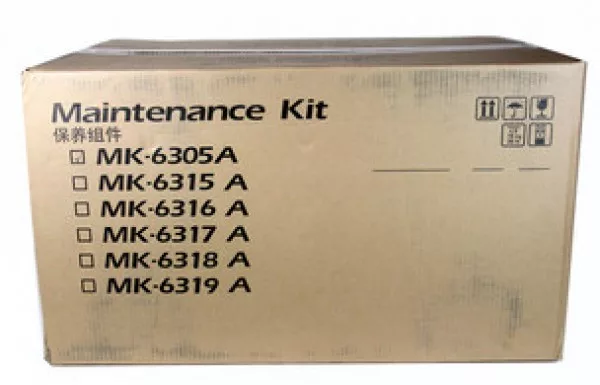 Maintenance Kit
保养组件
☑ MK-6305A
☐ MK-6315 A
☐ MK-6316 A
☐ MK-6317 A
☐ MK-6318 A
☐ MK-6319 A